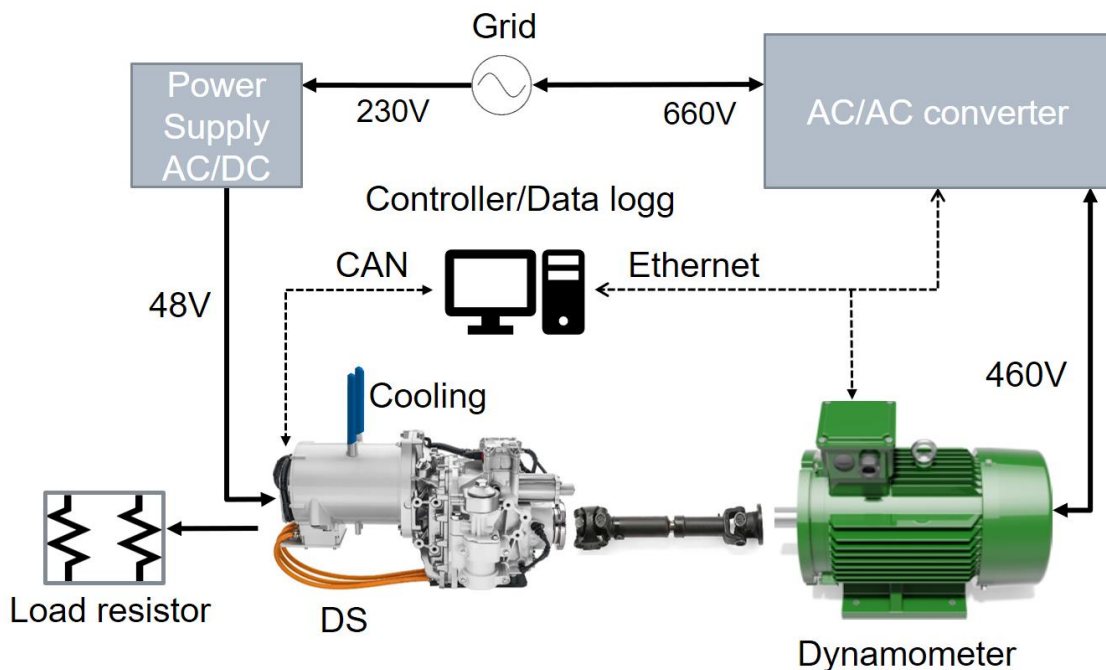 Grid
Power
Supply
AC/DC
230V
660V
AC/AC converter
Controller/Data logg
CAN
Ethernet
48V
460V
Cooling
Load resistor
DS
Dynamometer